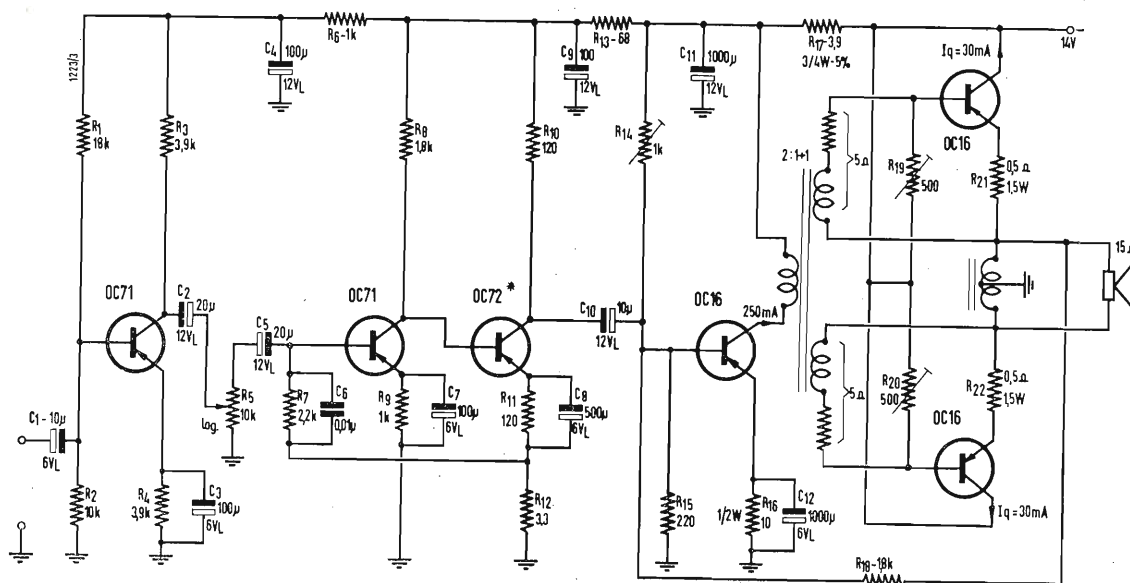 1223/3
C4
100µ
12VL
R6-1k
C9
100
12VL
R13-68
C11
1000µ
12VL
R17-3,9
3/4W-5%
14V
Iq=30mA
OC16
R1
18k
R3
3,9k
R8
1,8k
R10
120
R14
1k
2:1+1
5Ω
R19
500
R21
0,5Ω
1,5W
15Ω
OC71
C2
20µ
12VL
OC71
OC72*
C10
10µ
12VL
OC16
250mA
C5
20µ
12VL
R5
10k
log.
R7
2,2k
C6
0,01µ
R9
1k
C7
100µ
6VL
R11
120
C8
500µ
6VL
5Ω
R20
500
R22
0,5Ω
1,5W
OC16
C1-10µ
6VL
R2
10k
R4
3,9k
C3
100µ
6VL
R12
3,3
R15
220
1/2W
R16
10
C12
1000µ
6VL
Iq=30mA
R18-1,8k